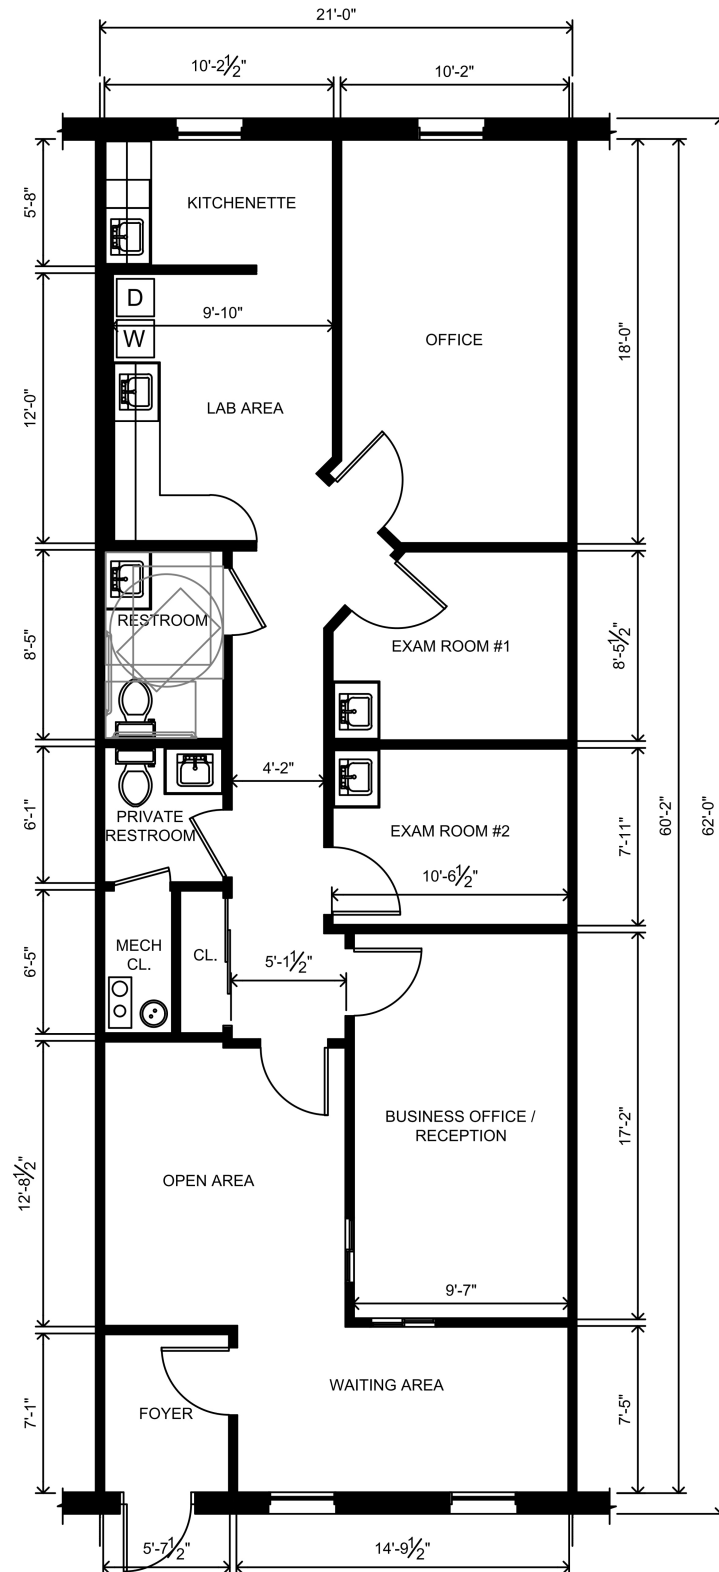 21'-0"
10'-2½"
10'-2"
5'-8"
KITCHENETTE
D
W
9'-10"
OFFICE
18'-0"
12'-0"
LAB AREA
8'-5"
RESTROOM
EXAM ROOM #1
8'-5½"
4'-2"
6'-1"
PRIVATE
RESTROOM
EXAM ROOM #2
10'-6½"
7'-11"
60'-2"
62'-0"
6'-5"
MECH
CL.
CL.
5'-1½"
BUSINESS OFFICE /
RECEPTION
17'-2"
12'-8½"
OPEN AREA
9'-7"
7'-1"
FOYER
WAITING AREA
7'-5"
5'-7½"
14'-9½"